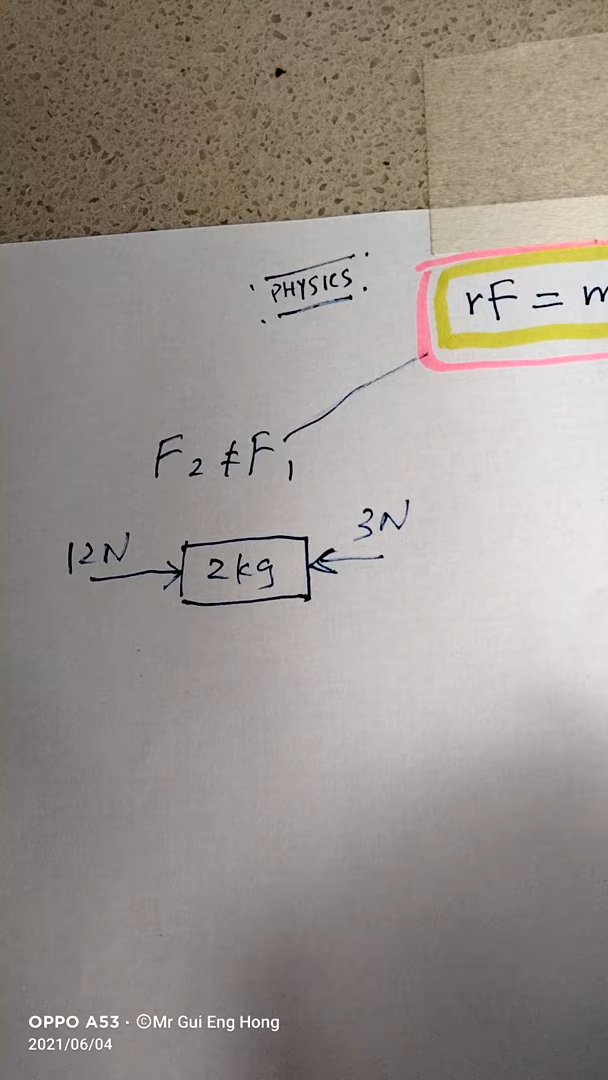 PHYSICS
rF = m
F₂ ≠ F₁
12N
2kg
3N
OPPO A53 · ©Mr Gui Eng Hong
2021/06/04